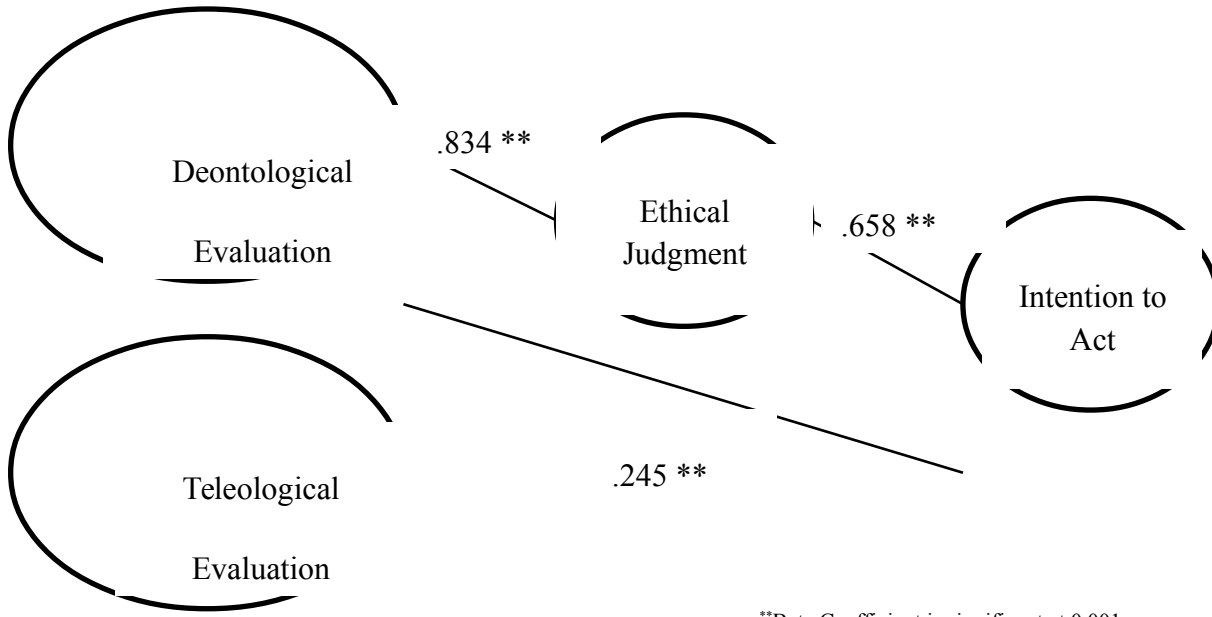 .834 **
Deontological
Evaluation
Ethical
Judgment
.658 **
Intention to
Act
.245 **
Teleological
Evaluation